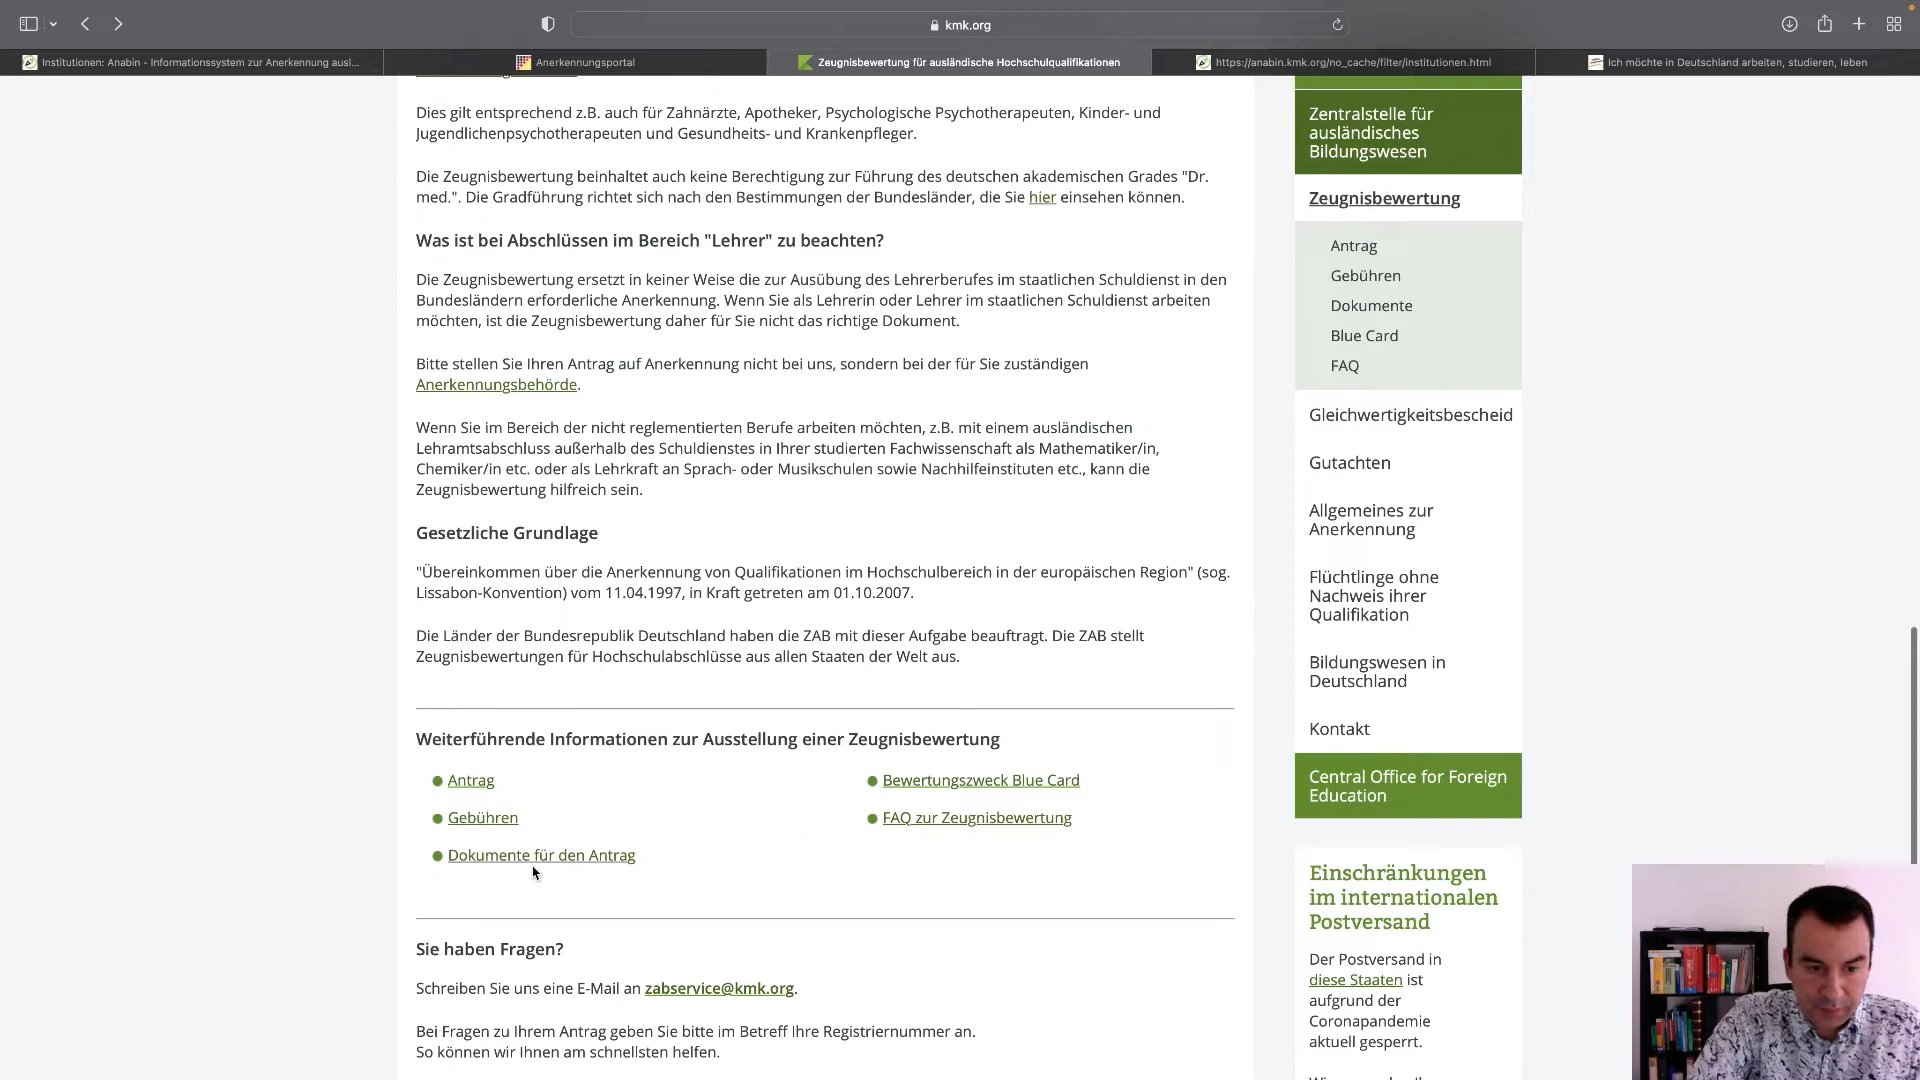 kmk.org
Institutionen: Anabin - Informationssystem zur Anerkennung ausl...
Anerkennungsportal
Zeugnisbewertung für ausländische Hochschulqualifikationen
https://anabin.kmk.org/no_cache/filter/institutionen.html
Ich möchte in Deutschland arbeiten, studieren, leben
Dies gilt entsprechend z.B. auch für Zahnärzte, Apotheker, Psychologische Psychotherapeuten, Kinder- und
Jugendlichenpsychotherapeuten und Gesundheits- und Krankenpfleger.
Die Zeugnisbewertung beinhaltet auch keine Berechtigung zur Führung des deutschen akademischen Grades "Dr.
med.". Die Gradführung richtet sich nach den Bestimmungen der Bundesländer, die Sie hier einsehen können.
Was ist bei Abschlüssen im Bereich "Lehrer" zu beachten?
Die Zeugnisbewertung ersetzt in keiner Weise die zur Ausübung des Lehrerberufes im staatlichen Schuldienst in den
Bundesländern erforderliche Anerkennung. Wenn Sie als Lehrerin oder Lehrer im staatlichen Schuldienst arbeiten
möchten, ist die Zeugnisbewertung daher für Sie nicht das richtige Dokument.
Bitte stellen Sie Ihren Antrag auf Anerkennung nicht bei uns, sondern bei der für Sie zuständigen
Anerkennungsbehörde.
Wenn Sie im Bereich der nicht reglementierten Berufe arbeiten möchten, z.B. mit einem ausländischen
Lehramtsabschluss außerhalb des Schuldienstes in Ihrer studierten Fachwissenschaft als Mathematiker/in,
Chemiker/in etc. oder als Lehrkraft an Sprach- oder Musikschulen sowie Nachhilfeinstituten etc., kann die
Zeugnisbewertung hilfreich sein.
Gesetzliche Grundlage
"Übereinkommen über die Anerkennung von Qualifikationen im Hochschulbereich in der europäischen Region" (sog.
Lissabon-Konvention) vom 11.04.1997, in Kraft getreten am 01.10.2007.
Die Länder der Bundesrepublik Deutschland haben die ZAB mit dieser Aufgabe beauftragt. Die ZAB stellt
Zeugnisbewertungen für Hochschulabschlüsse aus allen Staaten der Welt aus.
Weiterführende Informationen zur Ausstellung einer Zeugnisbewertung
Antrag
Gebühren
Dokumente für den Antrag
Bewertungszweck Blue Card
FAQ zur Zeugnisbewertung
Sie haben Fragen?
Schreiben Sie uns eine E-Mail an zabservice@kmk.org.
Bei Fragen zu Ihrem Antrag geben Sie bitte im Betreff Ihre Registriernummer an.
So können wir Ihnen am schnellsten helfen.
Zentralstelle für
ausländisches
Bildungswesen
Zeugnisbewertung
Antrag
Gebühren
Dokumente
Blue Card
FAQ
Gleichwertigkeitsbescheid
Gutachten
Allgemeines zur
Anerkennung
Flüchtlinge ohne
Nachweis ihrer
Qualifikation
Bildungswesen in
Deutschland
Kontakt
Central Office for Foreign
Education
Einschränkungen
im internationalen
Postversand
Der Postversand in
diese Staaten ist
aufgrund der
Coronapandemie
aktuell gesperrt.